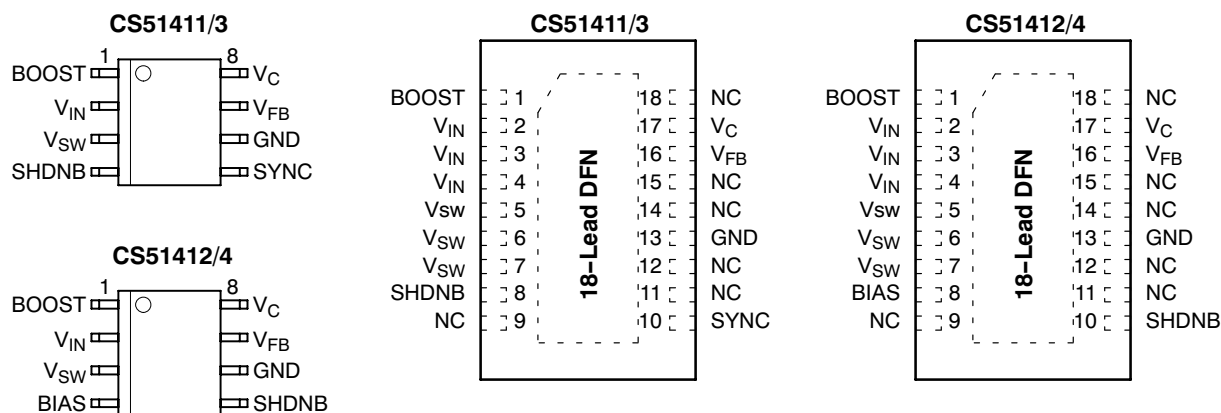 CS51411/3
1 8
BOOST VC
VIN VFB
VSW GND
SHDNB SYNC
CS51412/4
1 8
BOOST VC
VIN VFB
VSW GND
BIAS SHDNB
CS51411/3
BOOST 1 18 NC
VIN 2 17 VC
VIN 3 16 VFB
VIN 4 15 NC
Vsw 5 14 NC
VSW 6 13 GND
VSW 7 12 NC
SHDNB 8 11 NC
NC 9 10 SYNC
18-Lead DFN
CS51412/4
BOOST 1 18 NC
VIN 2 17 VC
VIN 3 16 VFB
VIN 4 15 NC
Vsw 5 14 NC
VSW 6 13 GND
VSW 7 12 NC
BIAS 8 11 NC
NC 9 10 SHDNB
18-Lead DFN